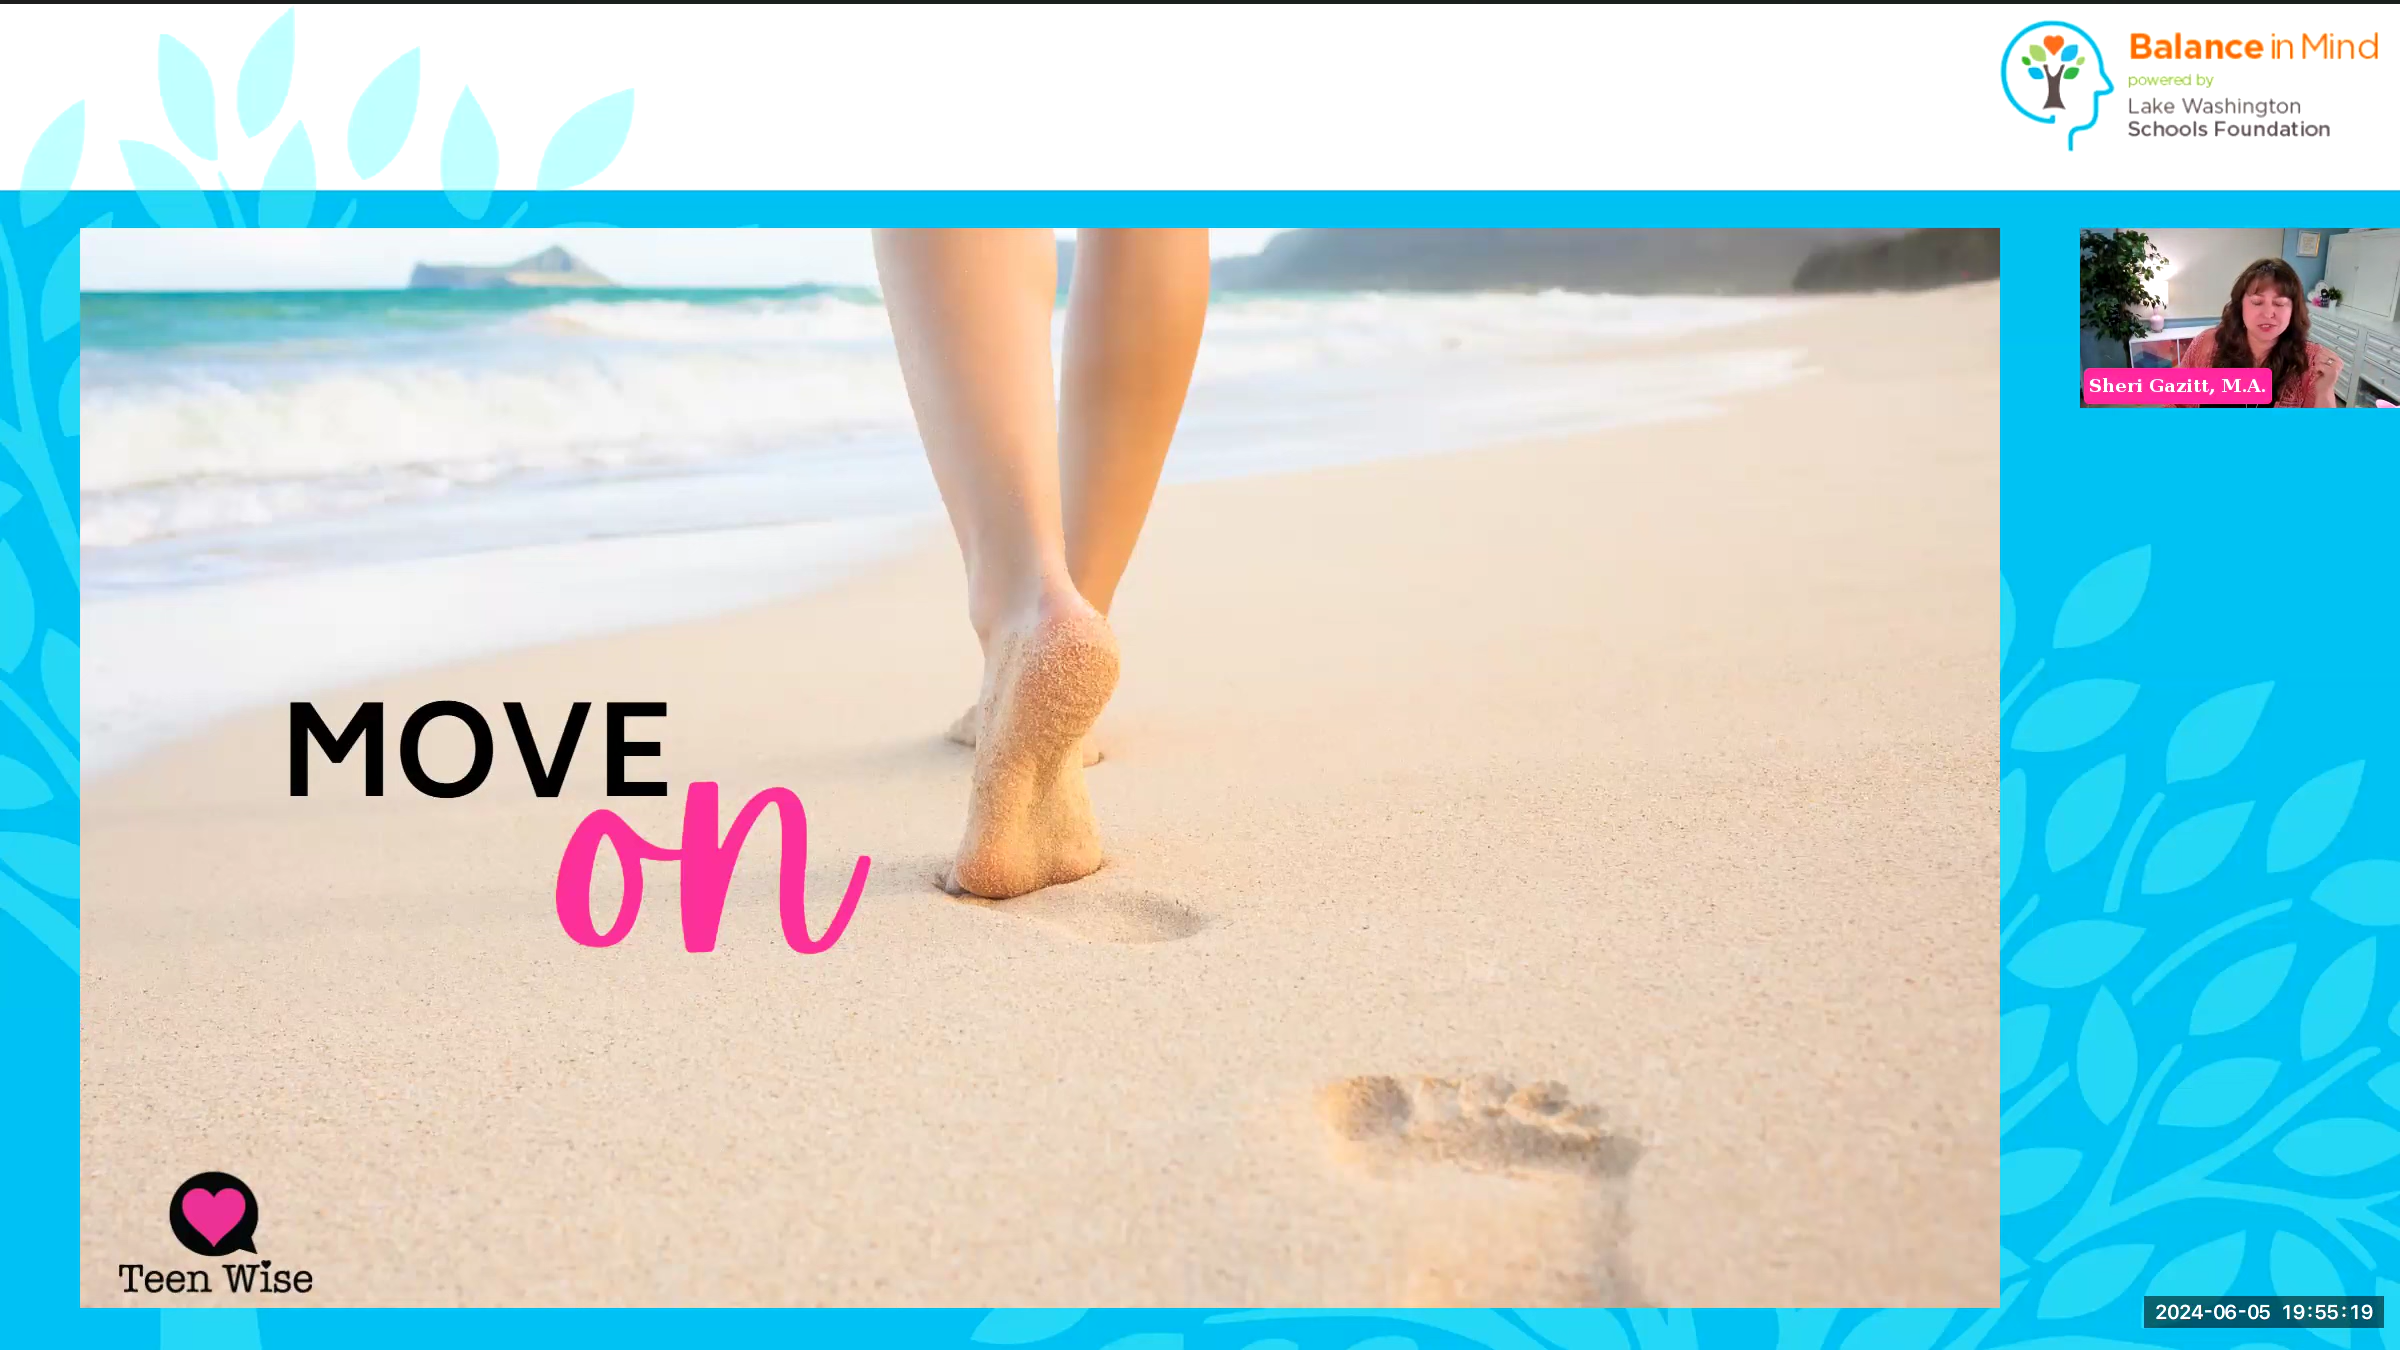 Balance in Mind
powered by
Lake Washington
Schools Foundation
Sheri Gazitt, M.A.
MOVE
on
Teen Wise
2024-06-05 19:55:19